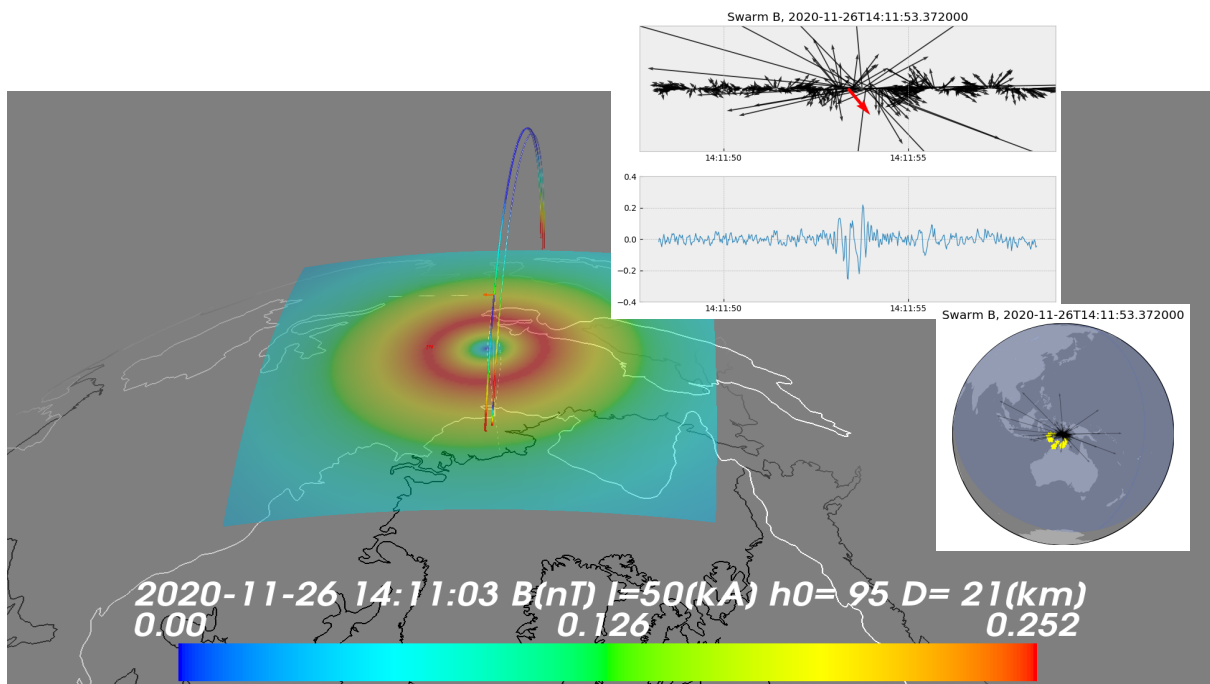 Swarm B, 2020-11-26T14:11:53.372000
14:11:50 14:11:55
0.4
0.2
0.0
−0.2
−0.4
14:11:50 14:11:55
Swarm B, 2020-11-26T14:11:53.372000
2020-11-26 14:11:03 B(nT) I=50(kA) h0= 95 D= 21(km)
0.00 0.126 0.252